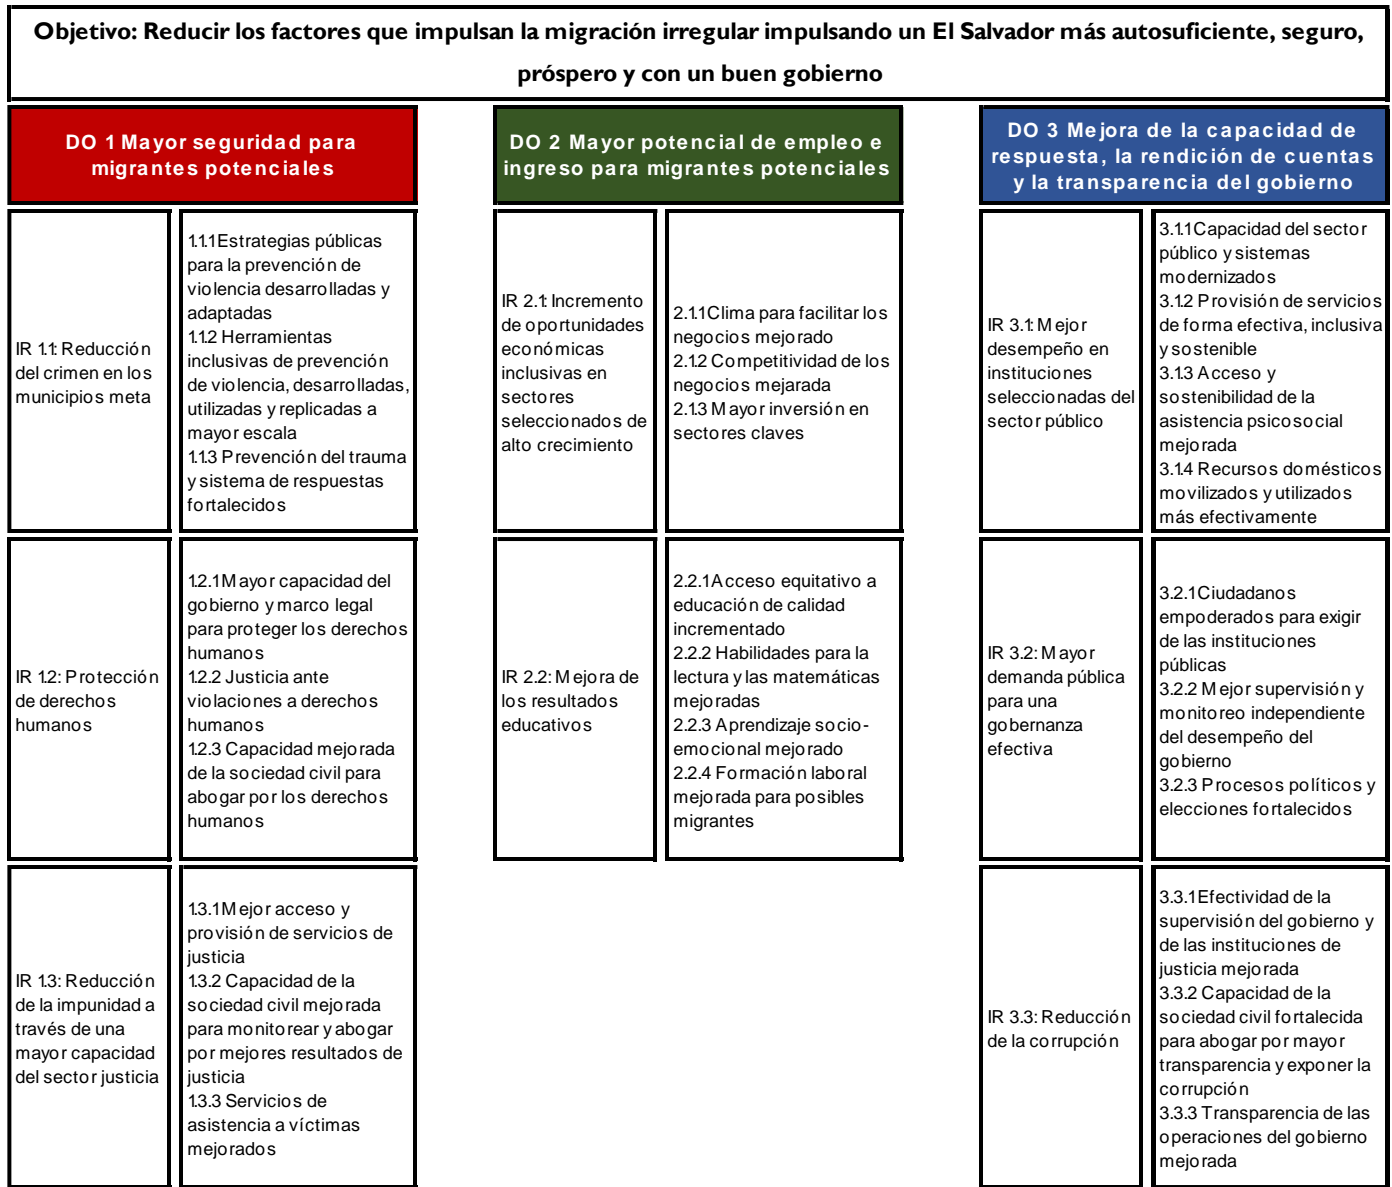 Objetivo: Reducir los factores que impulsan la migración irregular impulsando un El Salvador más autosuficiente, seguro,
próspero y con un buen gobierno
DO 1 Mayor seguridad para
migrantes potenciales
IR 1.1: Reducción
del crimen en los
municipios meta
1.1.1 Estrategias públicas
para la prevención de
violencia desarrolladas y
adaptadas
1.1.2 Herramientas
inclusivas de prevención
de violencia, desarrolladas,
utilizadas y replicadas a
mayor escala
1.1.3 Prevención del trauma
y sistema de respuestas
fortalecidos
IR 1.2: Protección
de derechos
humanos
1.2.1 Mayor capacidad del
gobierno y marco legal
para proteger los derechos
humanos
1.2.2 Justicia ante
violaciones a derechos
humanos
1.2.3 Capacidad mejorada
de la sociedad civil para
abogar por los derechos
humanos
IR 1.3: Reducción
de la impunidad a
través de una
mayor capacidad
del sector justicia
1.3.1 Mejor acceso y
provisión de servicios de
justicia
1.3.2 Capacidad de la
sociedad civil mejorada
para monitorear y abogar
por mejores resultados de
justicia
1.3.3 Servicios de
asistencia a víctimas
mejorados
DO 2 Mayor potencial de empleo e
ingreso para migrantes potenciales
IR 2.1: Incremento
de oportunidades
económicas
inclusivas en
sectores
seleccionados de
alto crecimiento
2.1.1 Clima para facilitar los
negocios mejorado
2.1.2 Competitividad de los
negocios mejarada
2.1.3 Mayor inversión en
sectores claves
IR 2.2: Mejora de
los resultados
educativos
2.2.1 Acceso equitativo a
educación de calidad
incrementado
2.2.2 Habilidades para la
lectura y las matemáticas
mejoradas
2.2.3 Aprendizaje socio-
emocional mejorado
2.2.4 Formación laboral
mejorada para posibles
migrantes
DO 3 Mejora de la capacidad de
respuesta, la rendición de cuentas
y la transparencia del gobierno
IR 3.1: Mejor
desempeño en
instituciones
seleccionadas del
sector público
3.1.1 Capacidad del sector
público y sistemas
modernizados
3.1.2 Provisión de servicios
de forma efectiva, inclusiva
y sostenible
3.1.3 Acceso y
sostenibilidad de la
asistencia psicosocial
mejorada
3.1.4 Recursos domésticos
movilizados y utilizados
más efectivamente
IR 3.2: Mayor
demanda pública
para una
gobernanza
efectiva
3.2.1 Ciudadanos
empoderados para exigir
de las instituciones
públicas
3.2.2 Mejor supervisión y
monitoreo independiente
del desempeño del
gobierno
3.2.3 Procesos políticos y
elecciones fortalecidos
IR 3.3: Reducción
de la corrupción
3.3.1 Efectividad de la
supervisión del gobierno y
de las instituciones de
justicia mejorada
3.3.2 Capacidad de la
sociedad civil fortalecida
para abogar por mayor
transparencia y exponer la
corrupción
3.3.3 Transparencia de las
operaciones del gobierno
mejorada